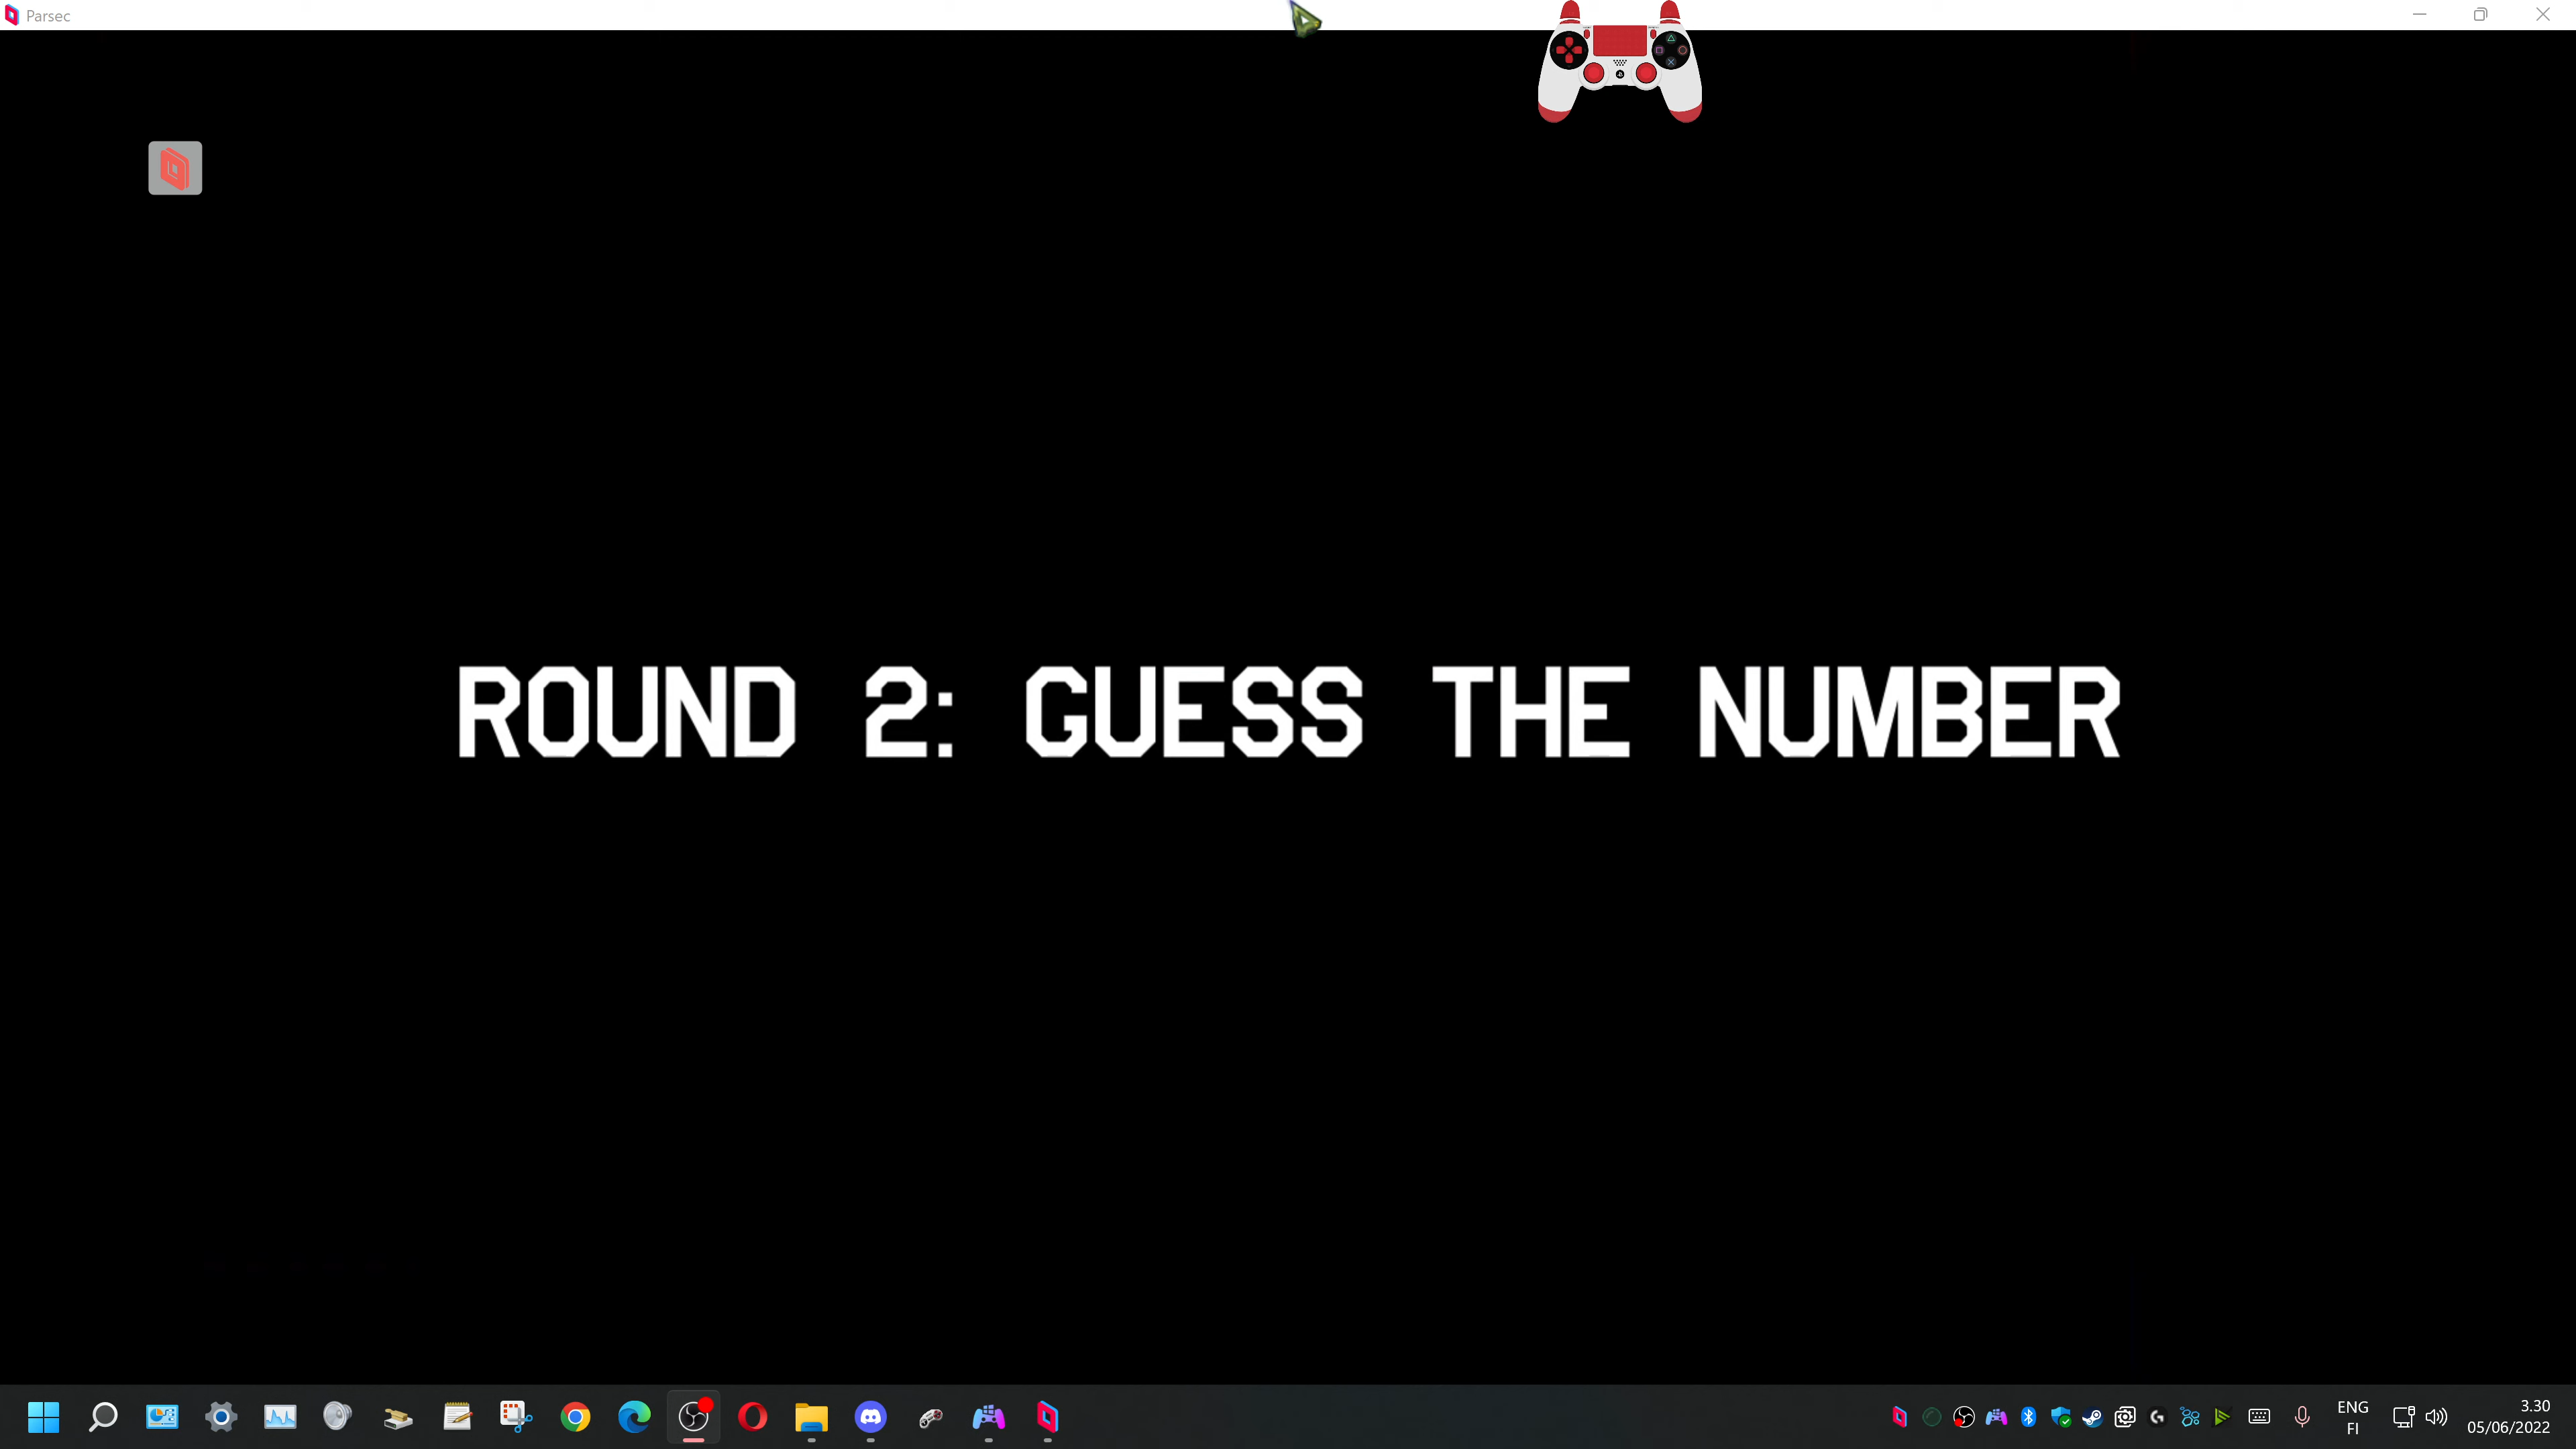 Parsec
ROUND 2: GUESS THE NUMBER
ENG
FI
3.30
05/06/2022